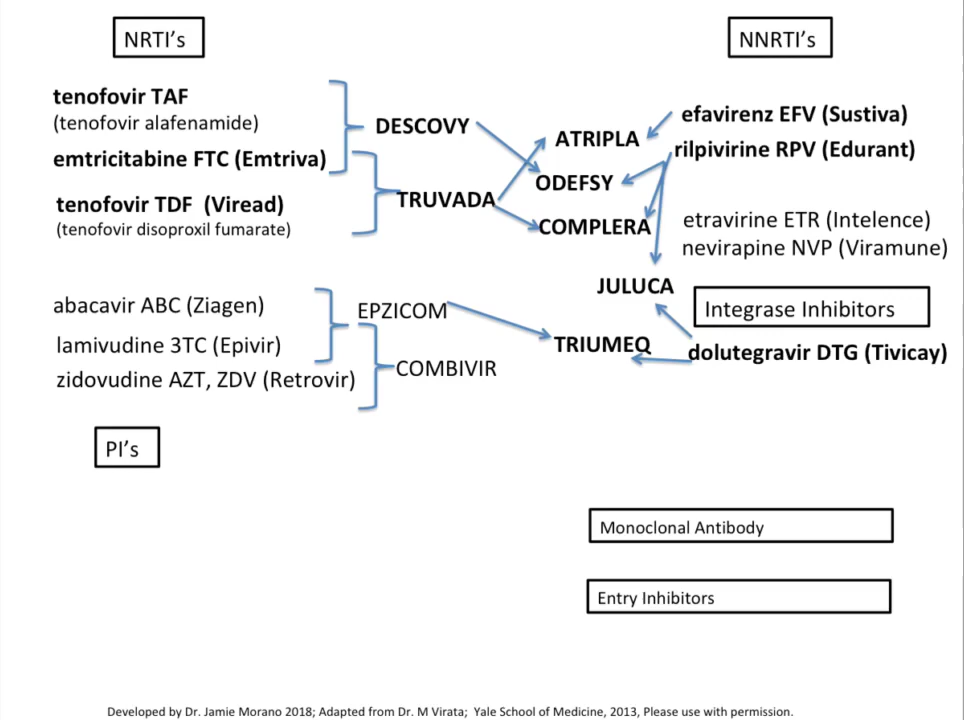 NRTI's
NNRTI's
tenofovir TAF
(tenofovir alafenamide)
emtricitabine FTC (Emtriva)
tenofovir TDF (Viread)
(tenofovir disoproxil fumarate)
DESCOVY
TRUVADA
ATRIPLA
ODEFSY
COMPLERA
JULUCA
efavirenz EFV (Sustiva)
rilpivirine RPV (Edurant)
etravirine ETR (Intelence)
nevirapine NVP (Viramune)
Integrase Inhibitors
dolutegravir DTG (Tivicay)
abacavir ABC (Ziagen)
lamivudine 3TC (Epivir)
zidovudine AZT, ZDV (Retrovir)
EPZICOM
COMBIVIR
TRIUMEQ
PI's
Monoclonal Antibody
Entry Inhibitors
Developed by Dr. Jamie Morano 2018; Adapted from Dr. M Virata; Yale School of Medicine, 2013, Please use with permission.